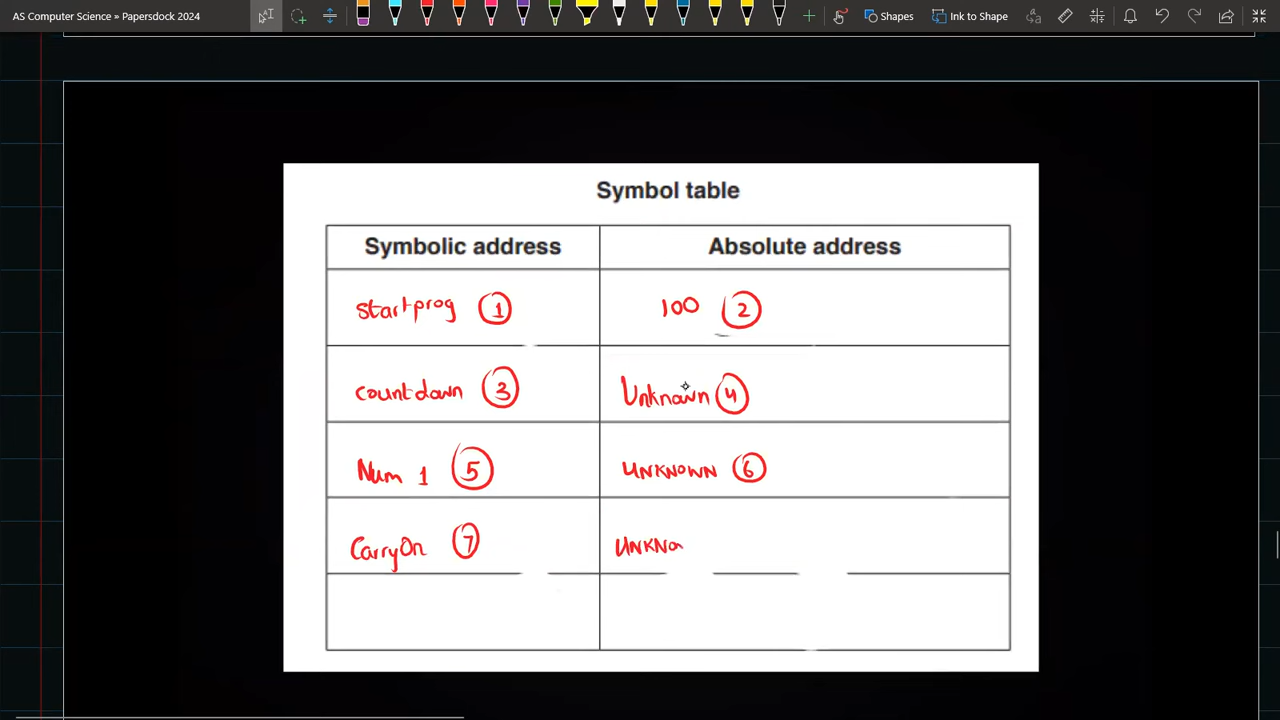 AS Computer Science » Papersdock 2024
Shapes
Ink to Shape
Symbol table
Symbolic address Absolute address
startprog 1 100 2
countdown 3 Unknown 4
Num 1 5 UNKNOWN 6
CarryOn 7 UNKNO